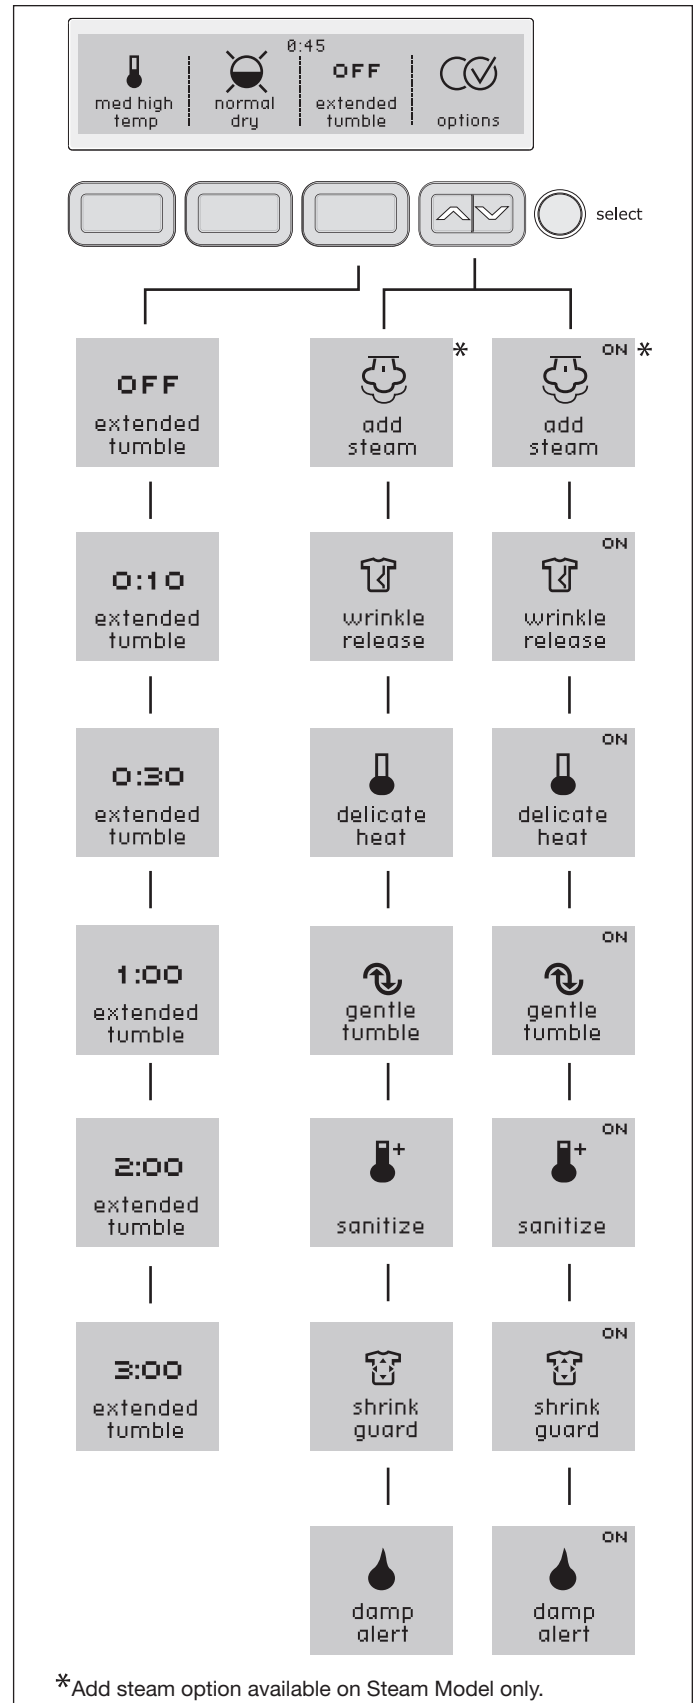 0:45
OFF
med high normal extended
temp dry tumble options
select
* ON *
OFF
extended add add
tumble steam steam
ON
0:10
extended wrinkle wrinkle
tumble release release
ON
0:30
extended delicate delicate
tumble heat heat
ON
1:00
extended gentle gentle
tumble tumble tumble
ON
2:00 + +
extended
tumble sanitize sanitize
ON
3:00
extended shrink shrink
tumble guard guard
ON
damp damp
alert alert
*Add steam option available on Steam Model only.